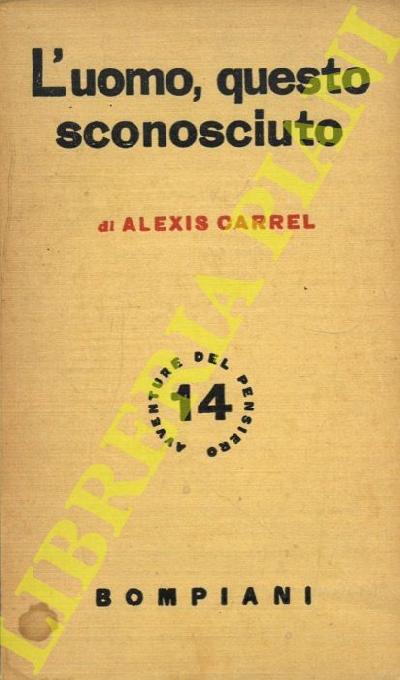 L'uomo, questo
sconosciuto
di ALEXIS CARREL
AVVENTURE DEL PENSIERO
14
BOMPIANI
LIBRERIA PIANI